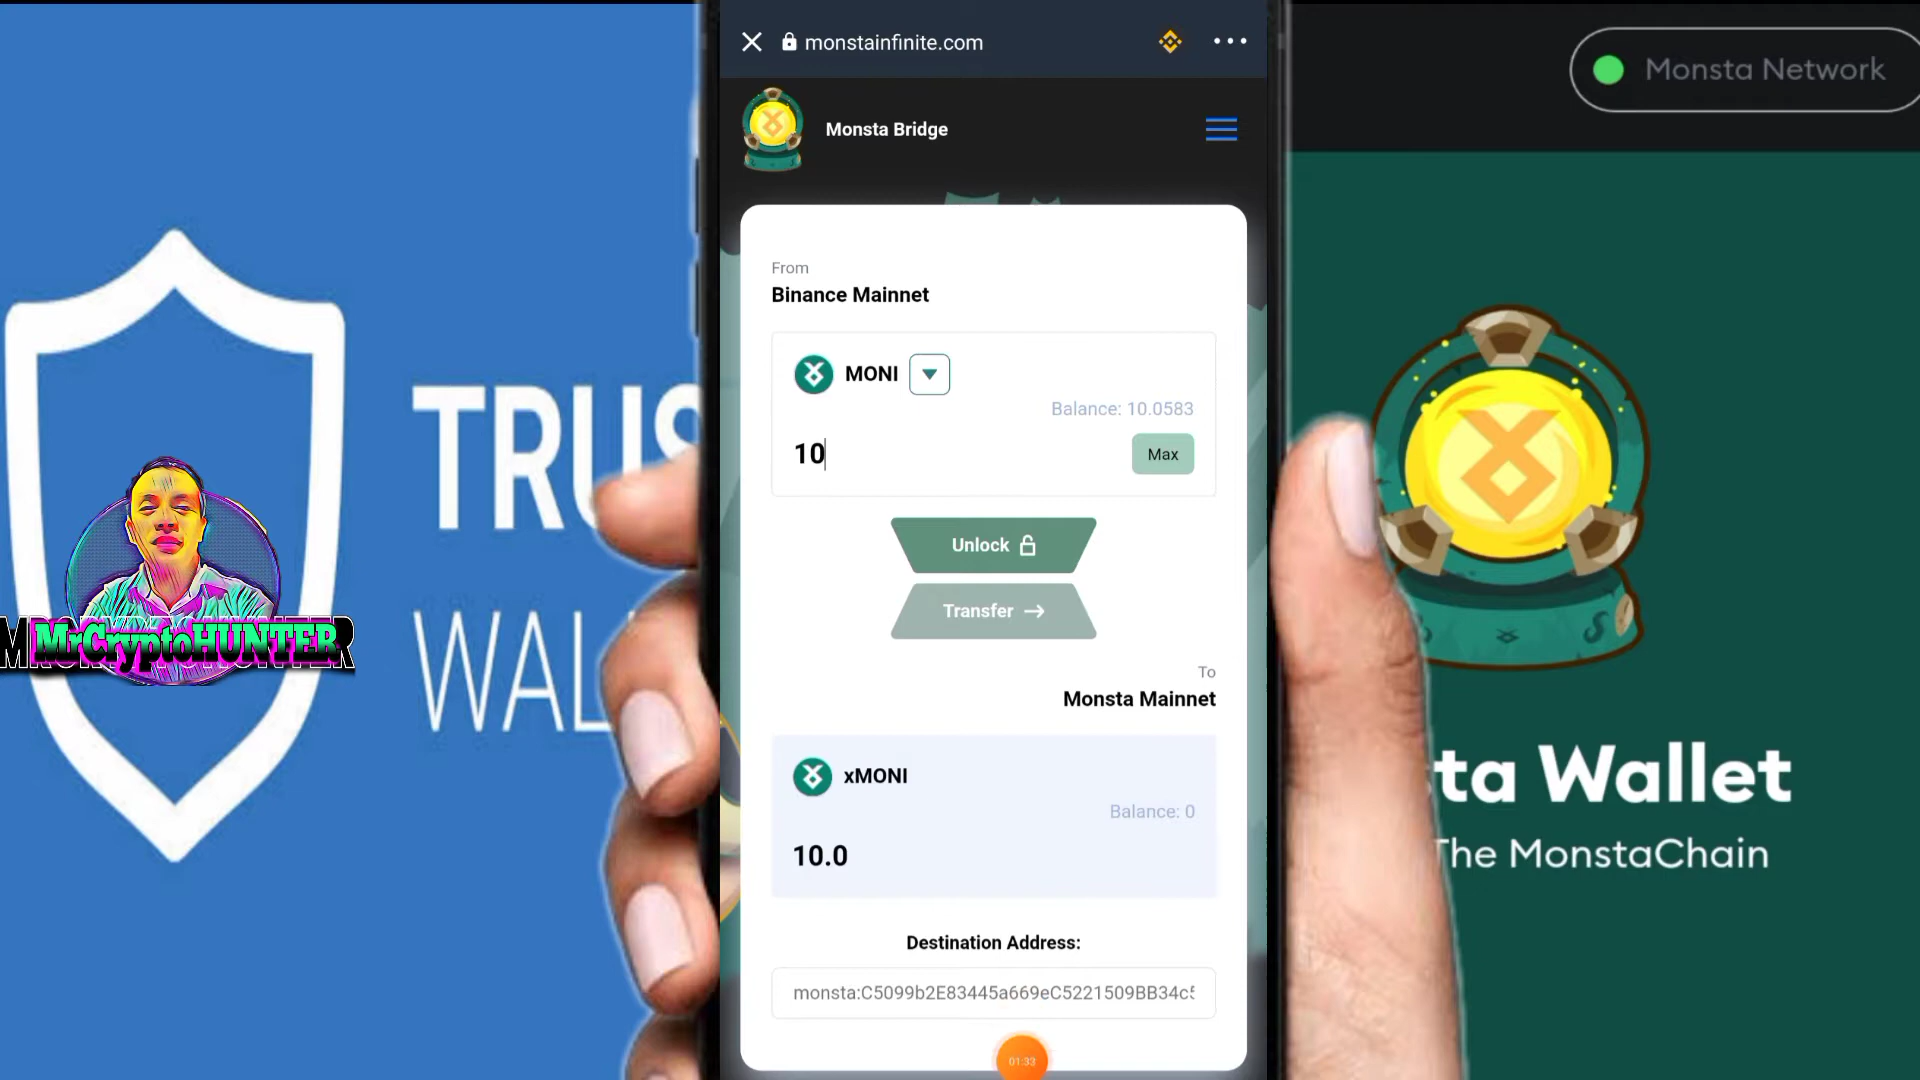 monstainfinite.com
Monsta Network
Monsta Bridge
From
Binance Mainnet
MONI
Balance: 10.0583
10
Max
Unlock
Transfer →
To
Monsta Mainnet
xMONI
Balance: 0
10.0
Destination Address:
monsta:C5099b2E83445a669eC5221509BB34c5
01:33
TRUS
WAL
MrCryptoHUNTER
ta Wallet
The MonstaChain